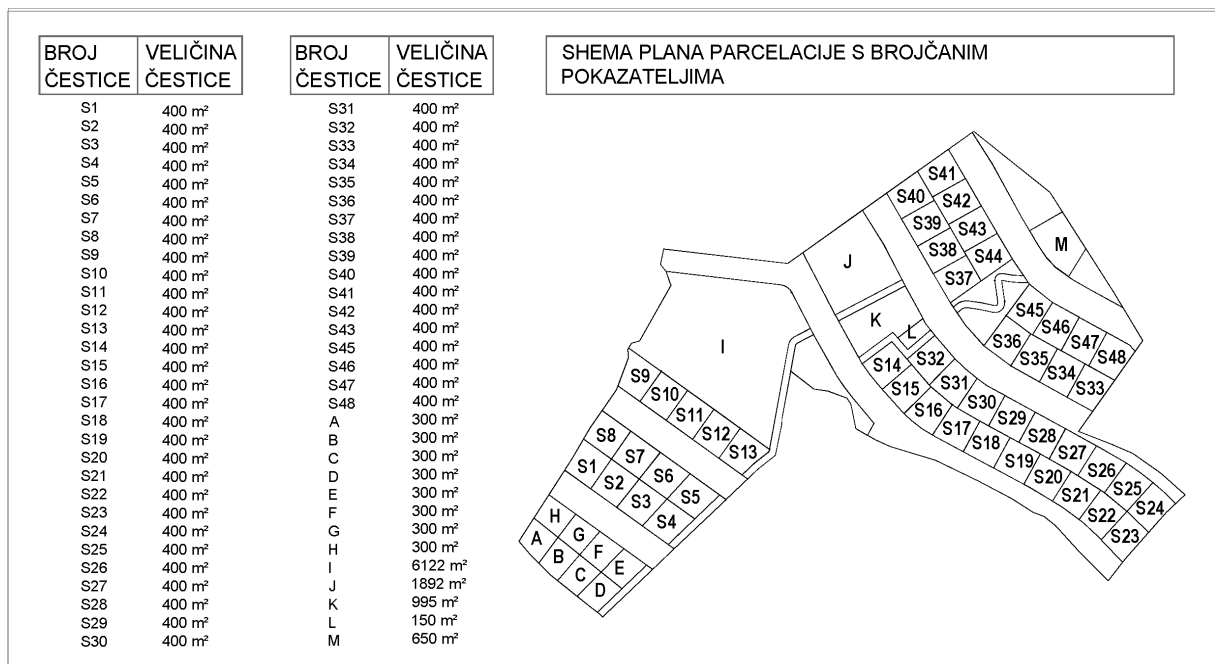 BROJ ČESTICE VELIČINA ČESTICE
S1 400 m²
S2 400 m²
S3 400 m²
S4 400 m²
S5 400 m²
S6 400 m²
S7 400 m²
S8 400 m²
S9 400 m²
S10 400 m²
S11 400 m²
S12 400 m²
S13 400 m²
S14 400 m²
S15 400 m²
S16 400 m²
S17 400 m²
S18 400 m²
S19 400 m²
S20 400 m²
S21 400 m²
S22 400 m²
S23 400 m²
S24 400 m²
S25 400 m²
S26 400 m²
S27 400 m²
S28 400 m²
S29 400 m²
S30 400 m²
BROJ ČESTICE VELIČINA ČESTICE
S31 400 m²
S32 400 m²
S33 400 m²
S34 400 m²
S35 400 m²
S36 400 m²
S37 400 m²
S38 400 m²
S39 400 m²
S40 400 m²
S41 400 m²
S42 400 m²
S43 400 m²
S45 400 m²
S46 400 m²
S47 400 m²
S48 400 m²
A 300 m²
B 300 m²
C 300 m²
D 300 m²
E 300 m²
F 300 m²
G 300 m²
H 300 m²
I 6122 m²
J 1892 m²
K 995 m²
L 150 m²
M 650 m²
SHEMA PLANA PARCELACIJE S BROJČANIM
POKAZATELJIMA
S41
S40
S42
S39
S43
S38
S44
S37
M
J
K
L
I
S45
S46
S47
S48
S36
S35
S34
S33
S14
S32
S15
S31
S16
S30
S17
S29
S18
S28
S19
S27
S20
S26
S21
S25
S22
S24
S23
S9
S10
S11
S12
S13
S8
S7
S6
S5
S1
S2
S3
S4
H
G
F
E
A
B
C
D